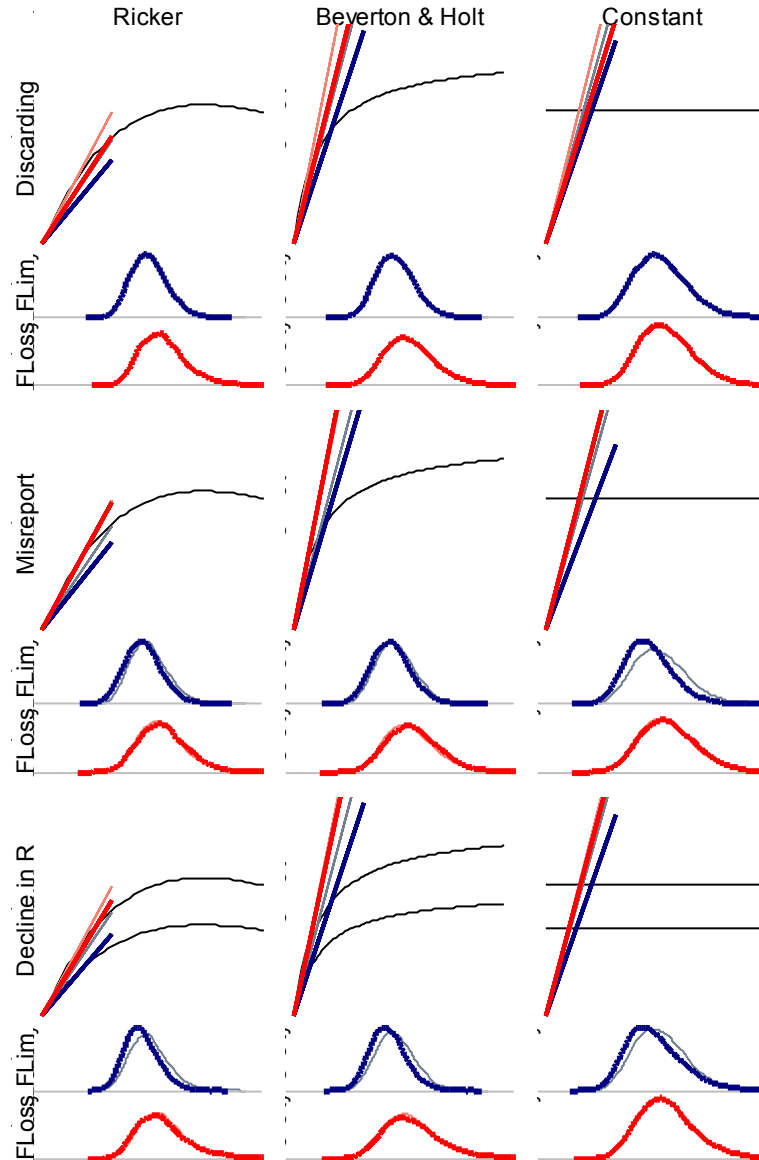 Ricker
Beverton & Holt
Constant
Discarding
FLoss, FLim,
Misreport
FLoss, FLim,
Decline in R
FLoss, FLim,